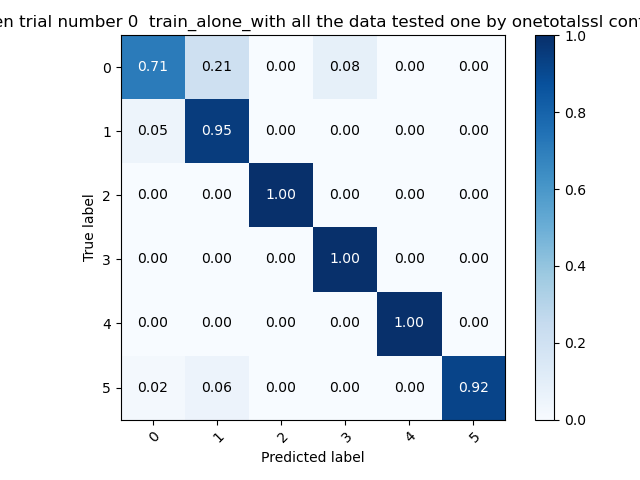 en trial number 0  train_alone_with all the data tested one by onetotalssl con
1.0
0 0.71 0.21 0.00 0.08 0.00 0.00
0.8
1 0.05 0.95 0.00 0.00 0.00 0.00
2 0.00 0.00 1.00 0.00 0.00 0.00
0.6
True label
3 0.00 0.00 0.00 1.00 0.00 0.00
0.4
4 0.00 0.00 0.00 0.00 1.00 0.00
0.2
5 0.02 0.06 0.00 0.00 0.00 0.92
0.0
0 1 2 3 4 5
Predicted label